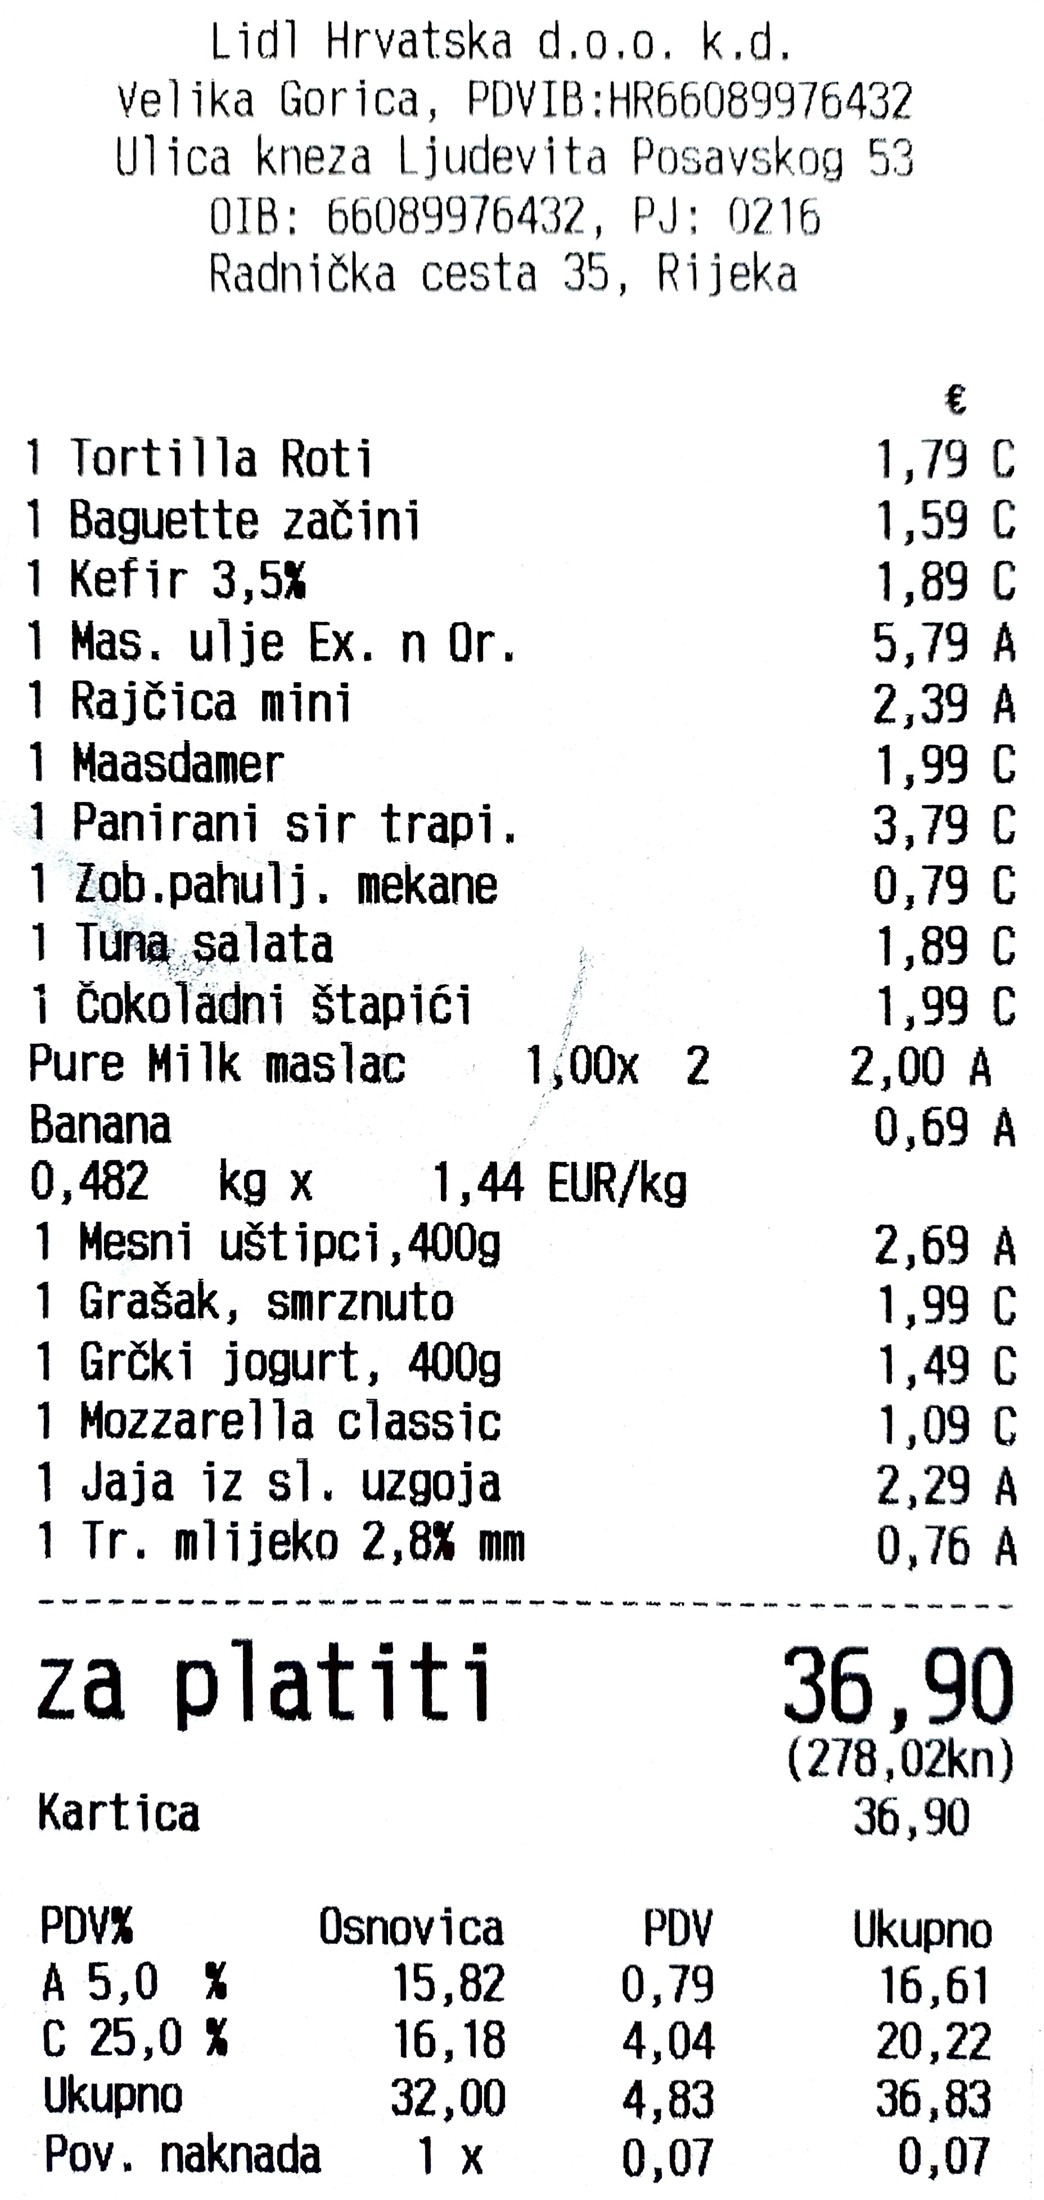 Lidl Hrvatska d.o.o. k.d.
Velika Gorica, PDVIB:HR66089976432
Ulica kneza Ljudevita Posavskog 53
OIB: 66089976432, PJ: 0216
Radnička cesta 35, Rijeka
€
1 Tortilla Roti 1,79 C
1 Baguette začini 1,59 C
1 Kefir 3,5% 1,89 C
1 Mas. ulje Ex. n Or. 5,79 A
1 Rajčica mini 2,39 A
1 Maasdamer 1,99 C
1 Panirani sir trapi. 3,79 C
1 Zob.pahulj. mekane 0,79 C
1 Tuna salata 1,89 C
1 Čokoladni štapići 1,99 C
Pure Milk maslac 1,00x 2 2,00 A
Banana 0,69 A
0,482 kg x 1,44 EUR/kg
1 Mesni uštipci,400g 2,69 A
1 Grašak, smrznuto 1,99 C
1 Grčki jogurt, 400g 1,49 C
1 Mozzarella classic 1,09 C
1 Jaja iz sl. uzgoja 2,29 A
1 Tr. mlijeko 2,8% mm 0,76 A
za platiti 36,90
(278,02kn)
Kartica 36,90
PDV% Osnovica PDV Ukupno
A 5,0 % 15,82 0,79 16,61
C 25,0 % 16,18 4,04 20,22
Ukupno 32,00 4,83 36,83
Pov. naknada 1 x 0,07 0,07